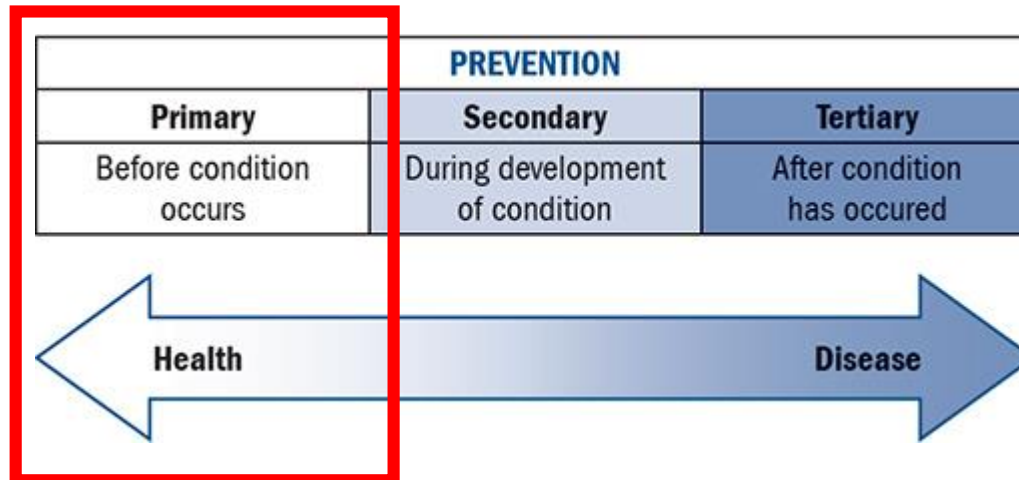 PREVENTION
Primary Secondary Tertiary
Before condition During development After condition
occurs of condition has occured
Health Disease